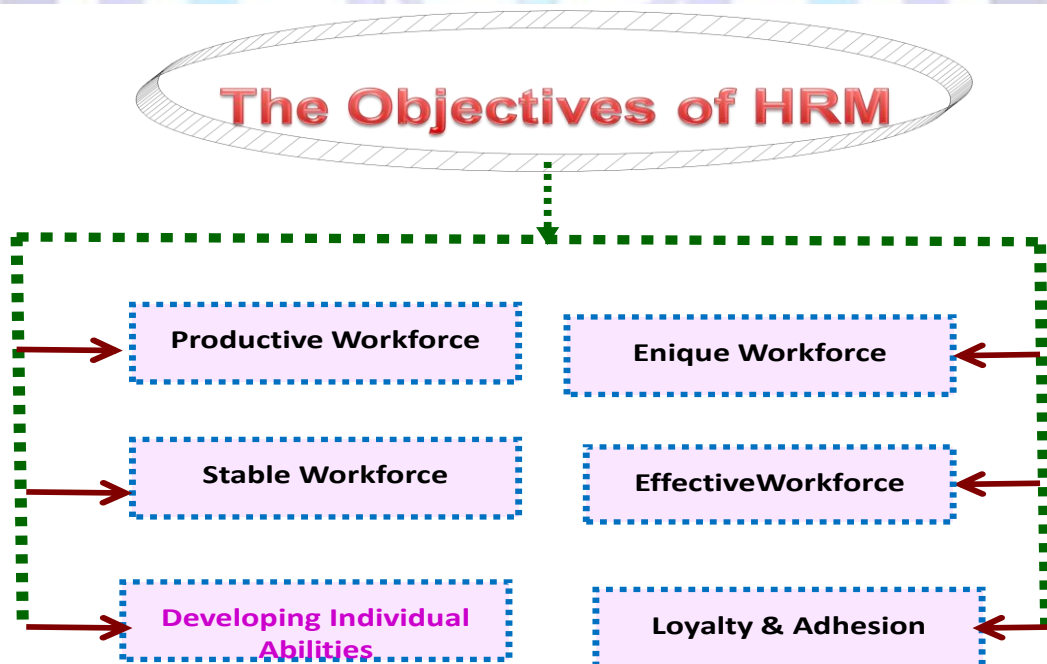 The Objectives of HRM
Productive Workforce
Enique Workforce
Stable Workforce
EffectiveWorkforce
Developing Individual
Abilities
Loyalty & Adhesion